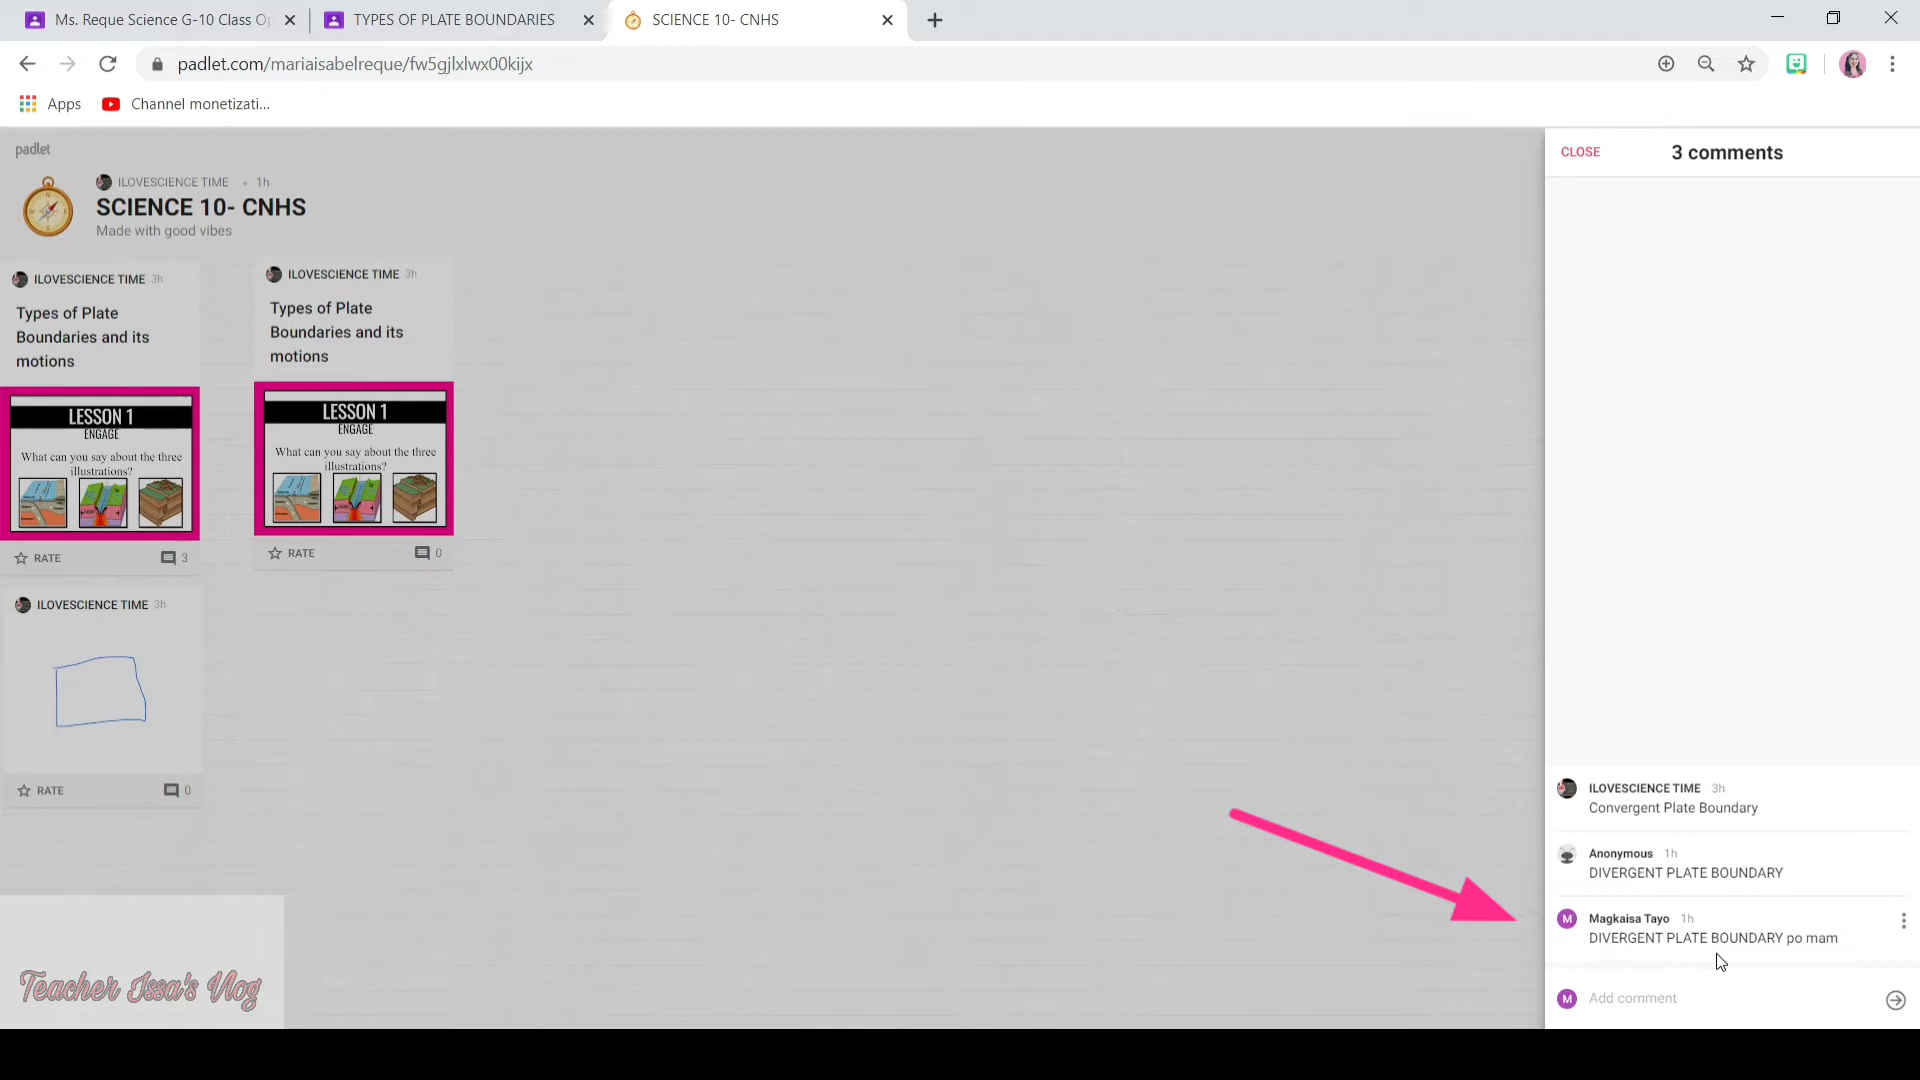 Ms. Reque Science G-10 Class Op
TYPES OF PLATE BOUNDARIES
SCIENCE 10- CNHS
padlet.com/mariaisabelreque/fw5gjlxlwx00kijx
Apps
Channel monetizati...
padlet
ILOVESCIENCE TIME • 1h
SCIENCE 10- CNHS
Made with good vibes
ILOVESCIENCE TIME 3h
Types of Plate
Boundaries and its
motions
LESSON 1
ENGAGE
What can you say about the three
illustrations?
RATE
3
ILOVESCIENCE TIME 3h
Types of Plate
Boundaries and its
motions
LESSON 1
ENGAGE
What can you say about the three
illustrations?
RATE
0
ILOVESCIENCE TIME 3h
RATE
0
CLOSE
3 comments
ILOVESCIENCE TIME 3h
Convergent Plate Boundary
Anonymous 1h
DIVERGENT PLATE BOUNDARY
M
Magkaisa Tayo 1h
DIVERGENT PLATE BOUNDARY po mam
M
Add comment
Teacher Issa's Vlog